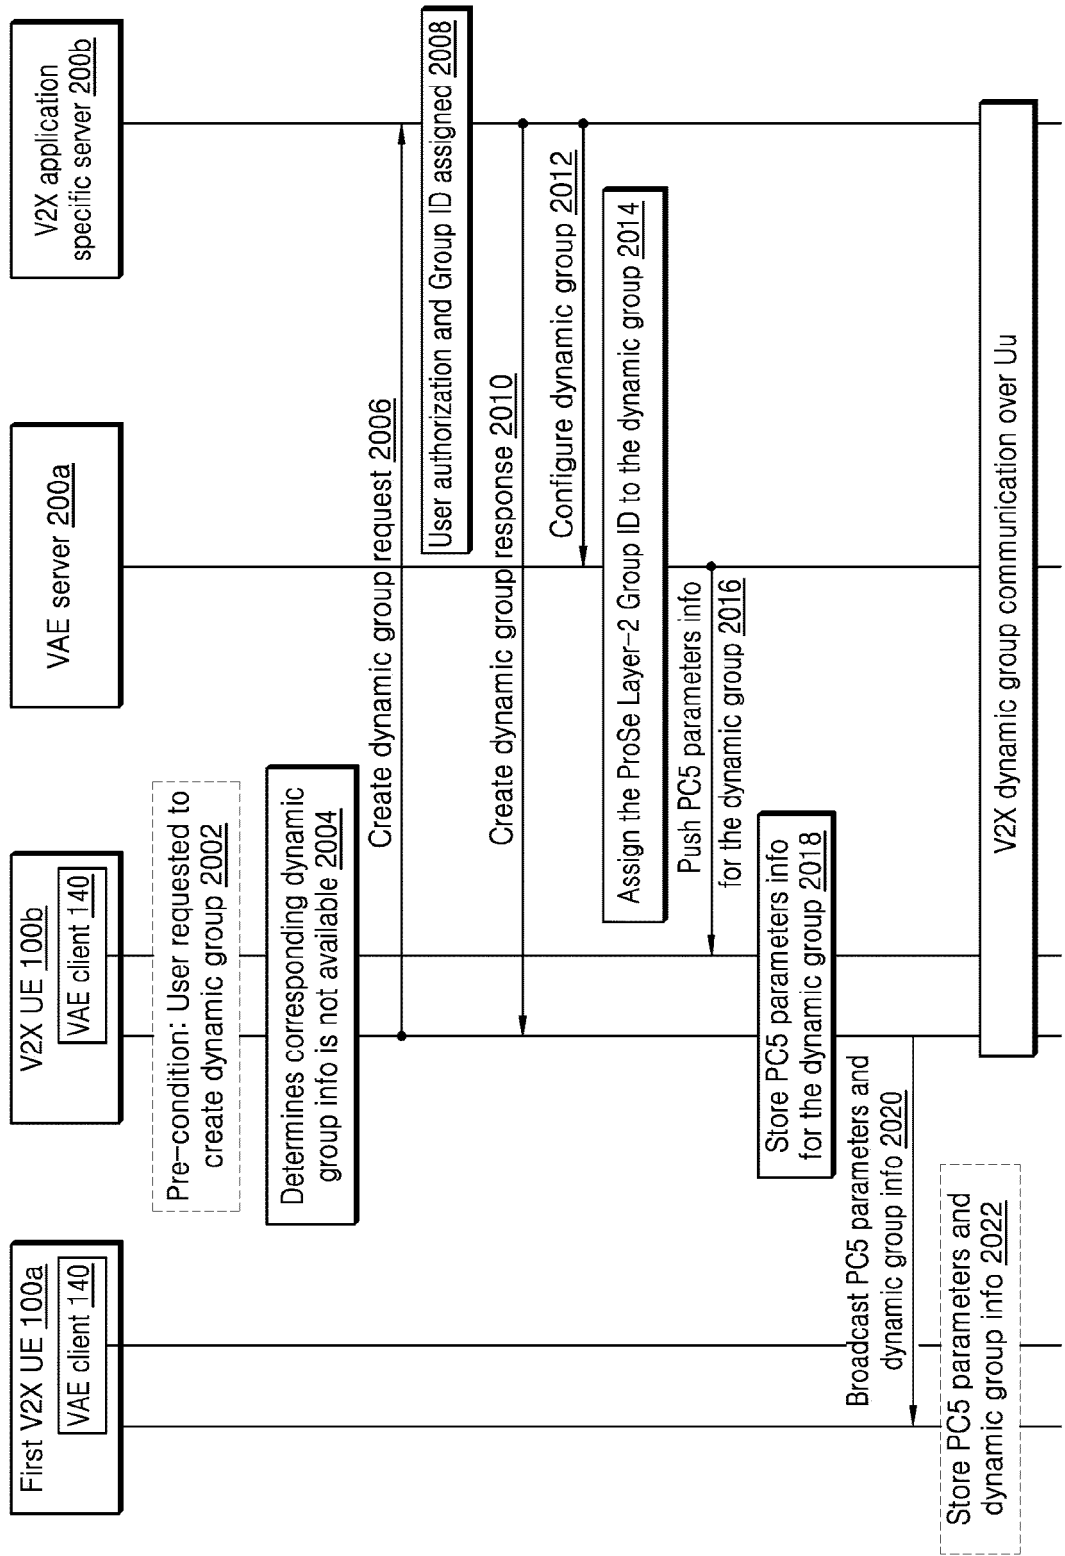 First V2X UE 100a
VAE client 140
V2X UE 100b
VAE client 140
VAE server 200a
V2X application
specific server 200b
Pre-condition: User requested to
create dynamic group 2002
Determines corresponding dynamic
group info is not available 2004
Create dynamic group request 2006
User authorization and Group ID assigned 2008
Create dynamic group response 2010
Configure dynamic group 2012
Assign the ProSe Layer-2 Group ID to the dynamic group 2014
Push PC5 parameters info
for the dynamic group 2016
Store PC5 parameters info
for the dynamic group 2018
Broadcast PC5 parameters and
dynamic group info 2020
Store PC5 parameters and
dynamic group info 2022
V2X dynamic group communication over Uu